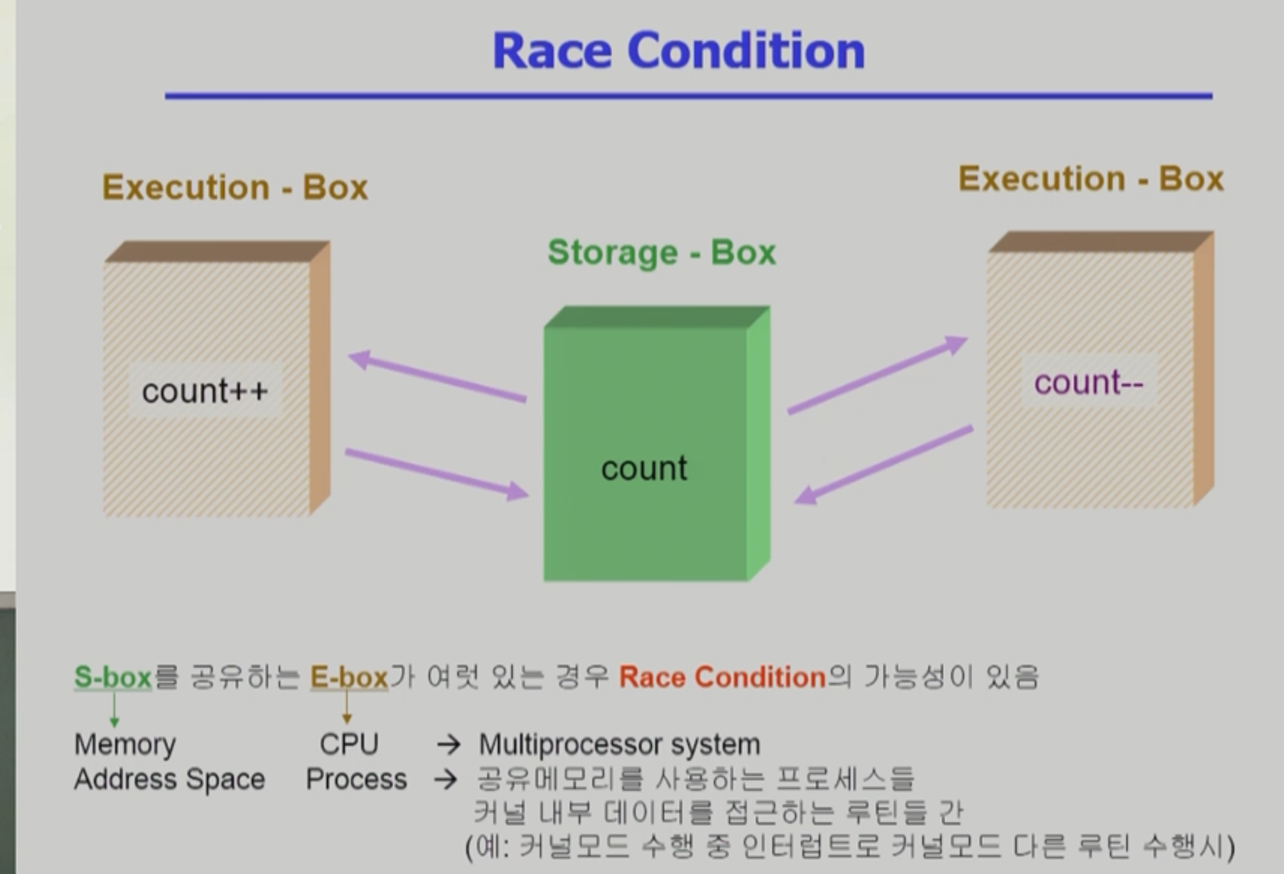 Race Condition
Execution - Box
Execution - Box
Storage - Box
count++
count--
count
S-box를 공유하는 E-box가 여럿 있는 경우 Race Condition의 가능성이 있음
Memory CPU → Multiprocessor system
Address Space Process → 공유메모리를 사용하는 프로세스들
커널 내부 데이터를 접근하는 루틴들 간
(예: 커널모드 수행 중 인터럽트로 커널모드 다른 루틴 수행시)